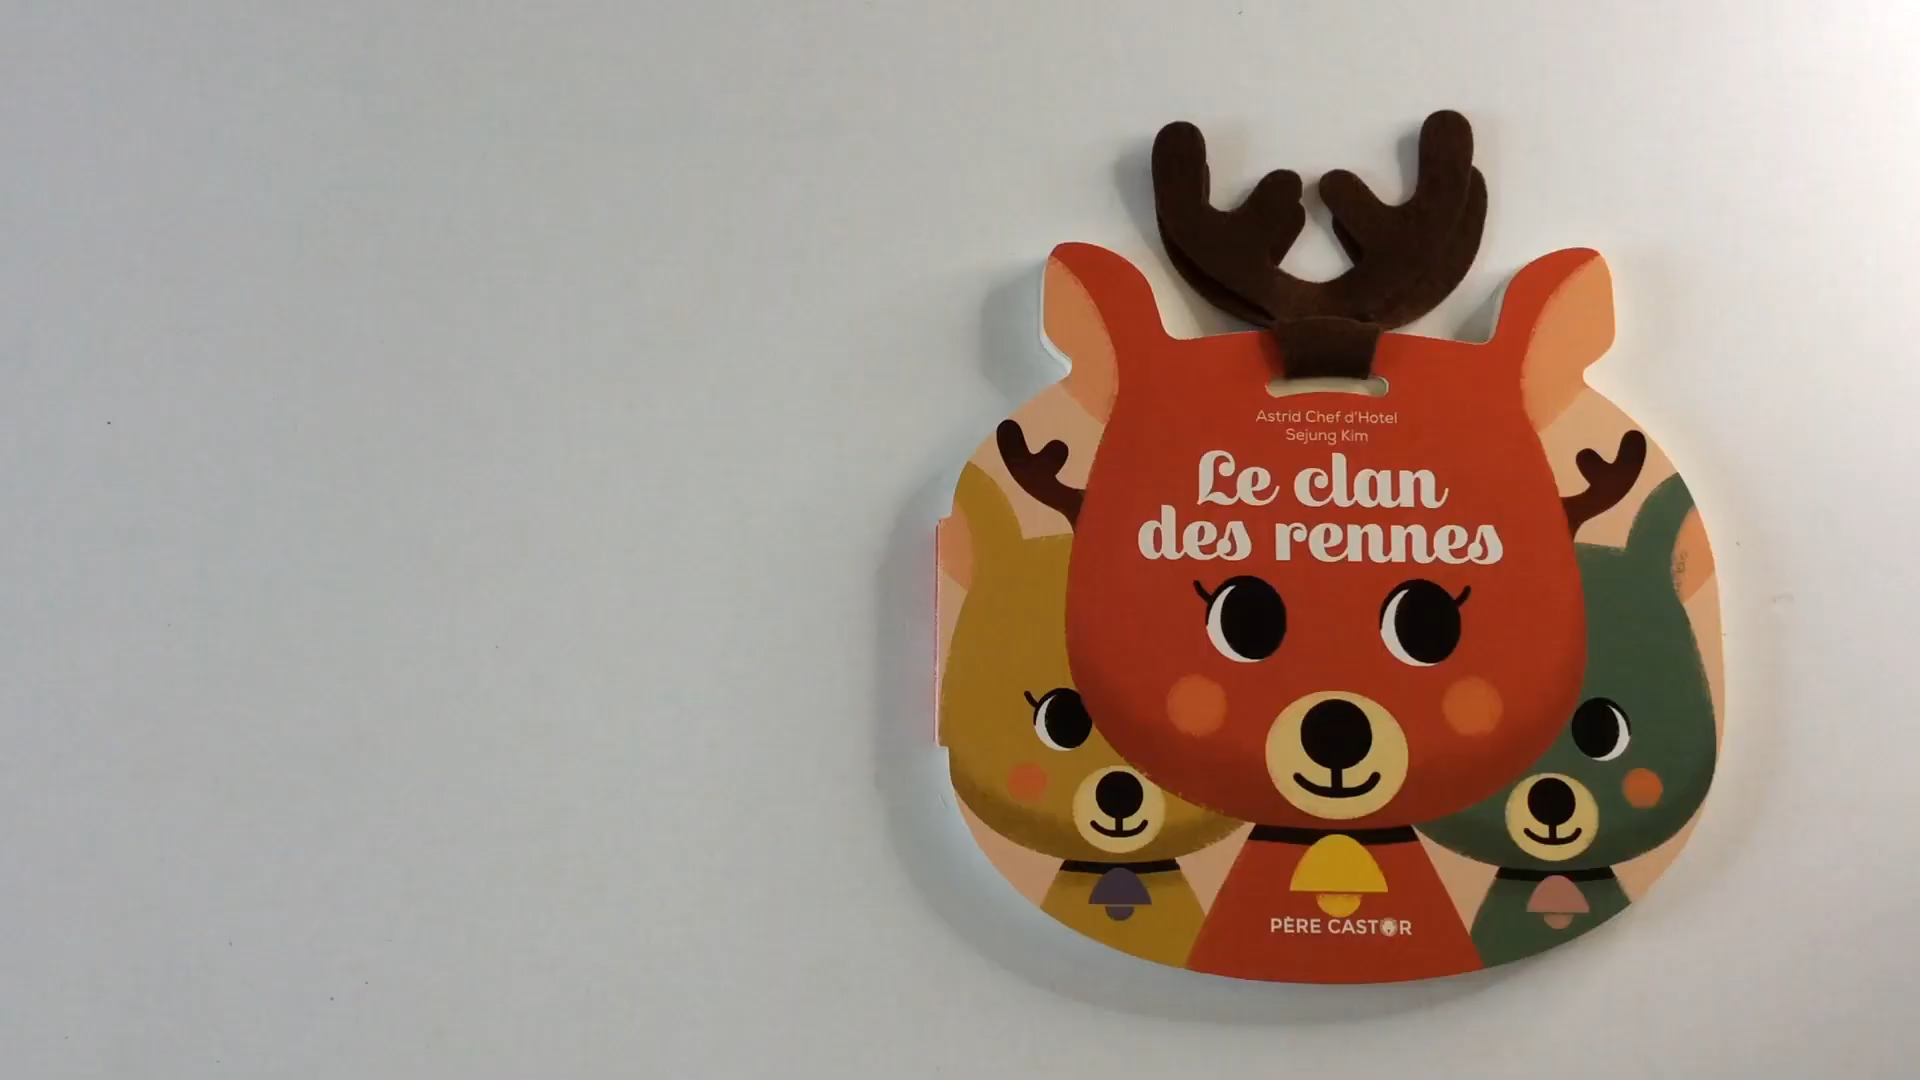 Astrid Chef d'Hotel
Sejung Kim
Le clan
des rennes
PÈRE CASTOR